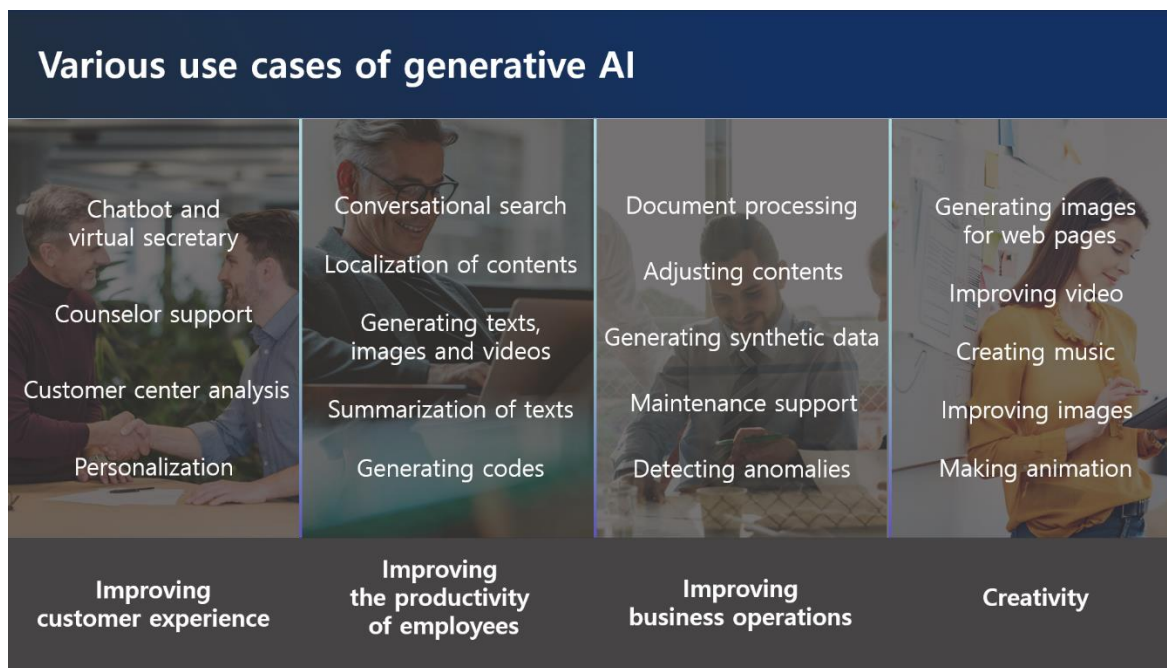 Various use cases of generative AI
Chatbot and
virtual secretary
Counselor support
Customer center analysis
Personalization
Improving
customer experience
Conversational search
Localization of contents
Generating texts,
images and videos
Summarization of texts
Generating codes
Improving
the productivity
of employees
Document processing
Adjusting contents
Generating synthetic data
Maintenance support
Detecting anomalies
Improving
business operations
Generating images
for web pages
Improving video
Creating music
Improving images
Making animation
Creativity